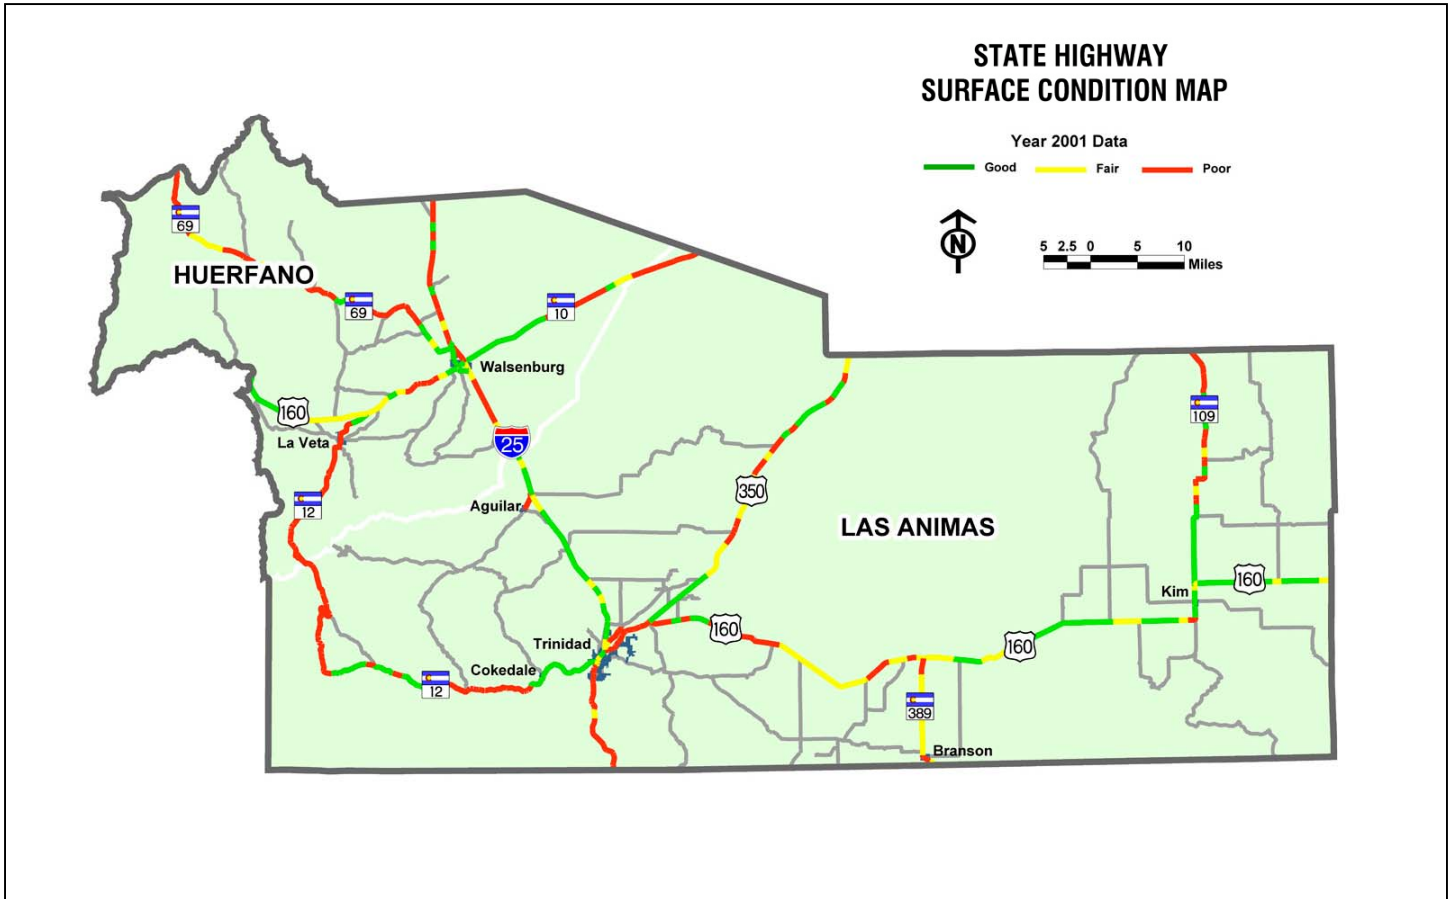 STATE HIGHWAY
SURFACE CONDITION MAP
Year 2001 Data
Good Fair Poor
N
5 2.5 0 5 10
Miles
69
HUERFANO
69
10
Walsenburg
160
La Veta
25
109
350
12
Aguilar
LAS ANIMAS
Kim
160
Trinidad
160
160
Cokedale
12
389
Branson